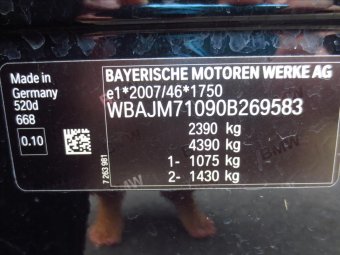 Made in
Germany
520d
668
0.10
BAYERISCHE MOTOREN WERKE AG
e1*2007/46*1750
WBAJM71090B269583
2390 kg
4390 kg
1- 1075 kg
2- 1430 kg
7 263 981